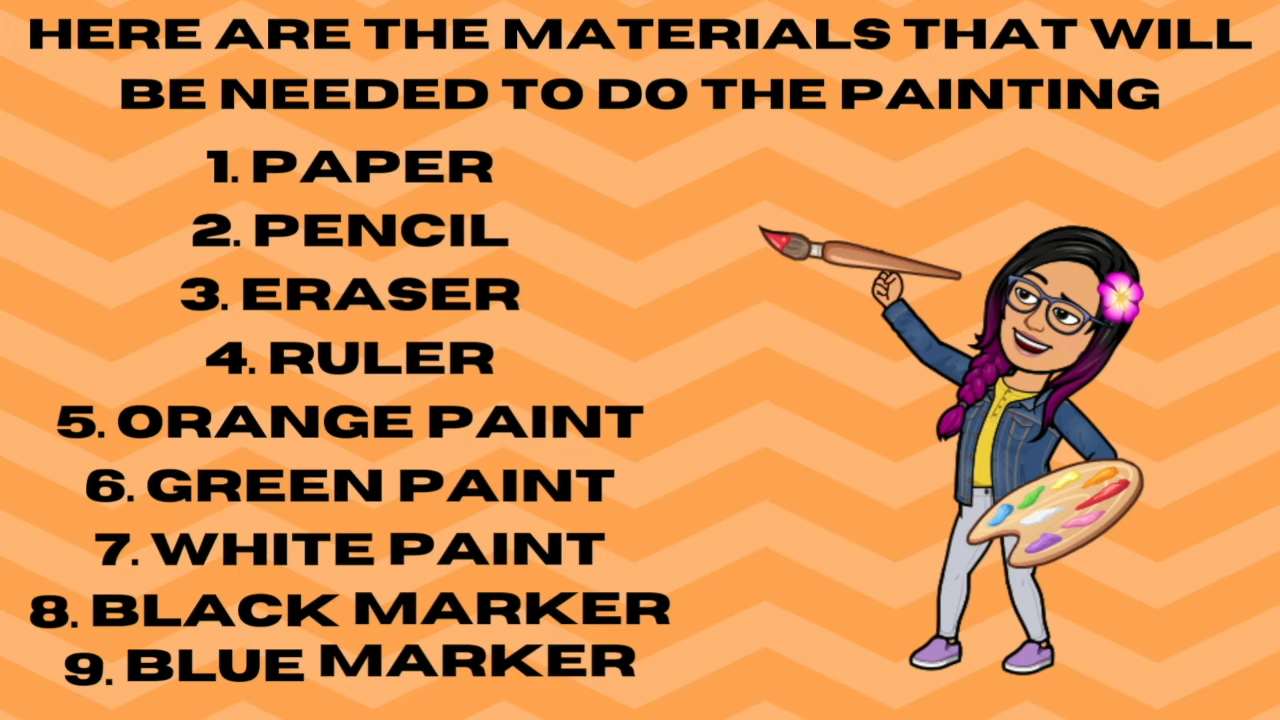 HERE ARE THE MATERIALS THAT WILL
BE NEEDED TO DO THE PAINTING
1. PAPER
2. PENCIL
3. ERASER
4. RULER
5. ORANGE PAINT
6. GREEN PAINT
7. WHITE PAINT
8. BLACK MARKER
9. BLUE MARKER